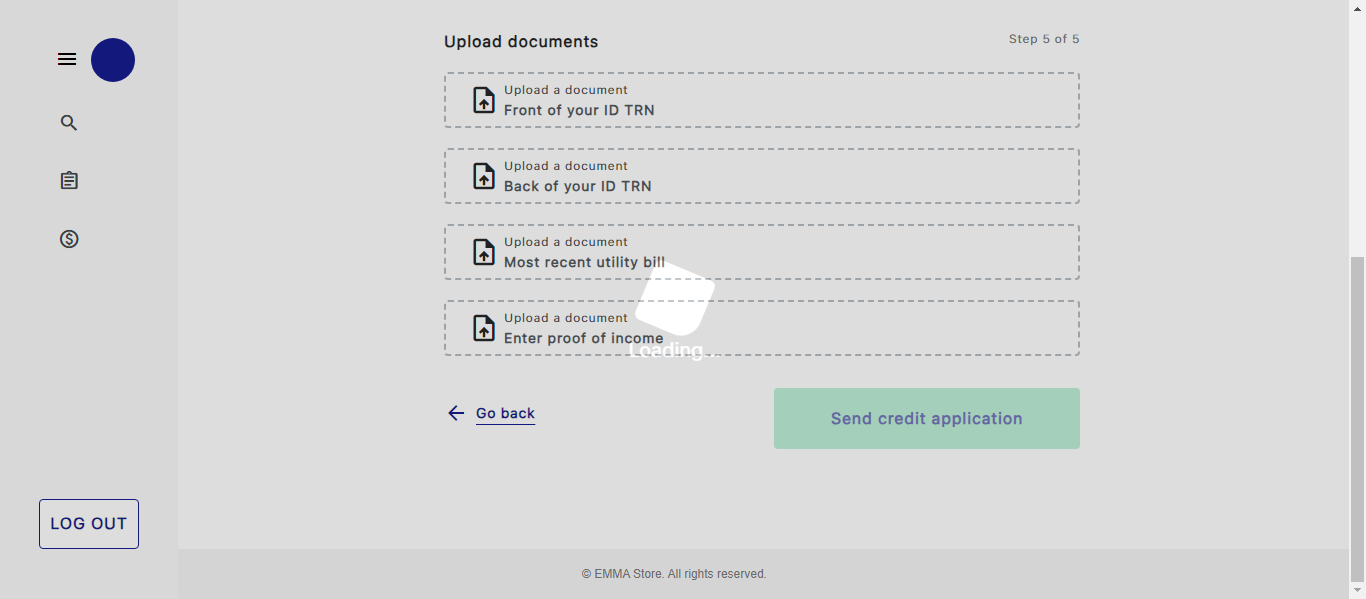 Upload documents
Step 5 of 5
Upload a document
Front of your ID TRN
Upload a document
Back of your ID TRN
Upload a document
Most recent utility bill
Upload a document
Enter proof of income
Loading...
Go back
Send credit application
LOG OUT
© EMMA Store. All rights reserved.